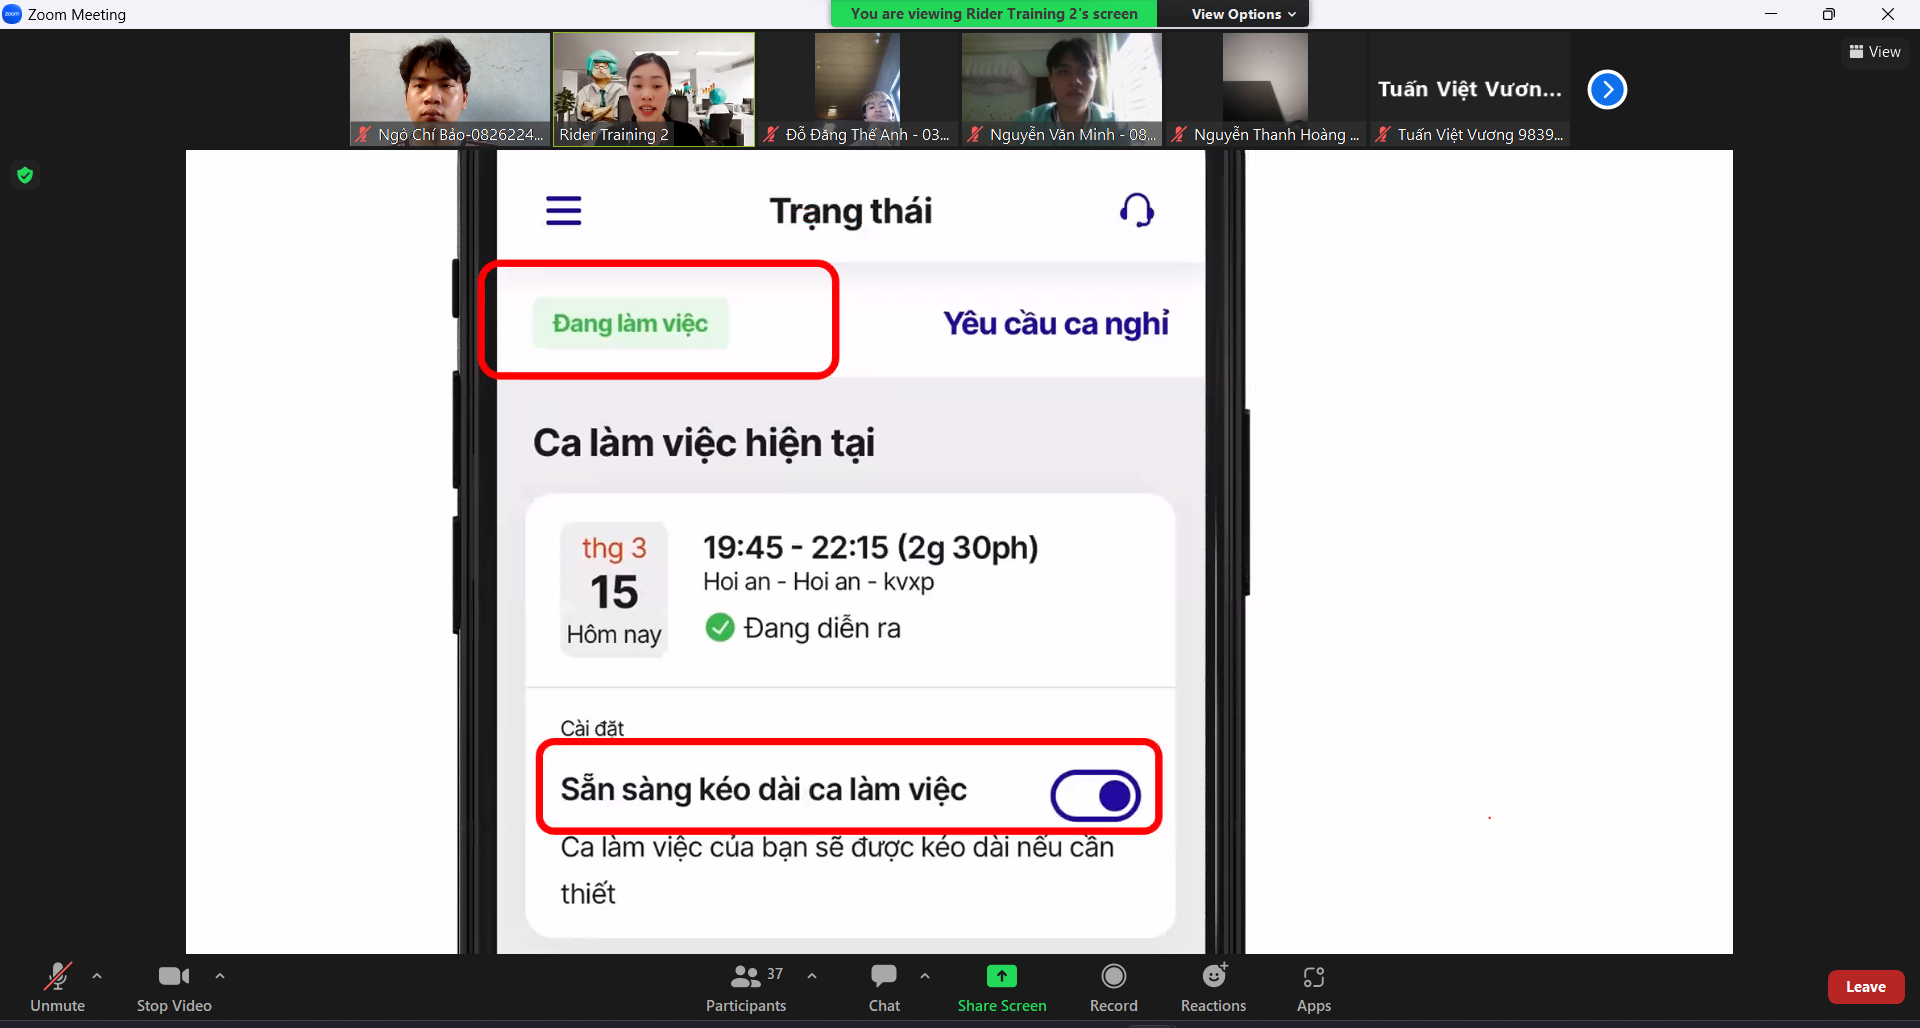 zoom Zoom Meeting
You are viewing Rider Training 2's screen
View Options
View
Tuấn Việt Vươn...
Ngỏ Chí Bảo-0826224...
Rider Training 2
Đỗ Đăng Thế Anh - 03...
Nguyễn Văn Minh - 08...
Nguyễn Thanh Hoàng ...
Tuấn Việt Vương 9839...
Trạng thái
Đang làm việc
Yêu cầu ca nghỉ
Ca làm việc hiện tại
thg 3
15
Hôm nay
19:45 - 22:15 (2g 30ph)
Hoi an - Hoi an - kvxp
Đang diễn ra
Cài đặt
Sẵn sàng kéo dài ca làm việc
Ca làm việc của bạn sẽ được kéo dài nếu cần
thiết
Unmute
Stop Video
37
Participants
Chat
Share Screen
Record
Reactions
Apps
Leave